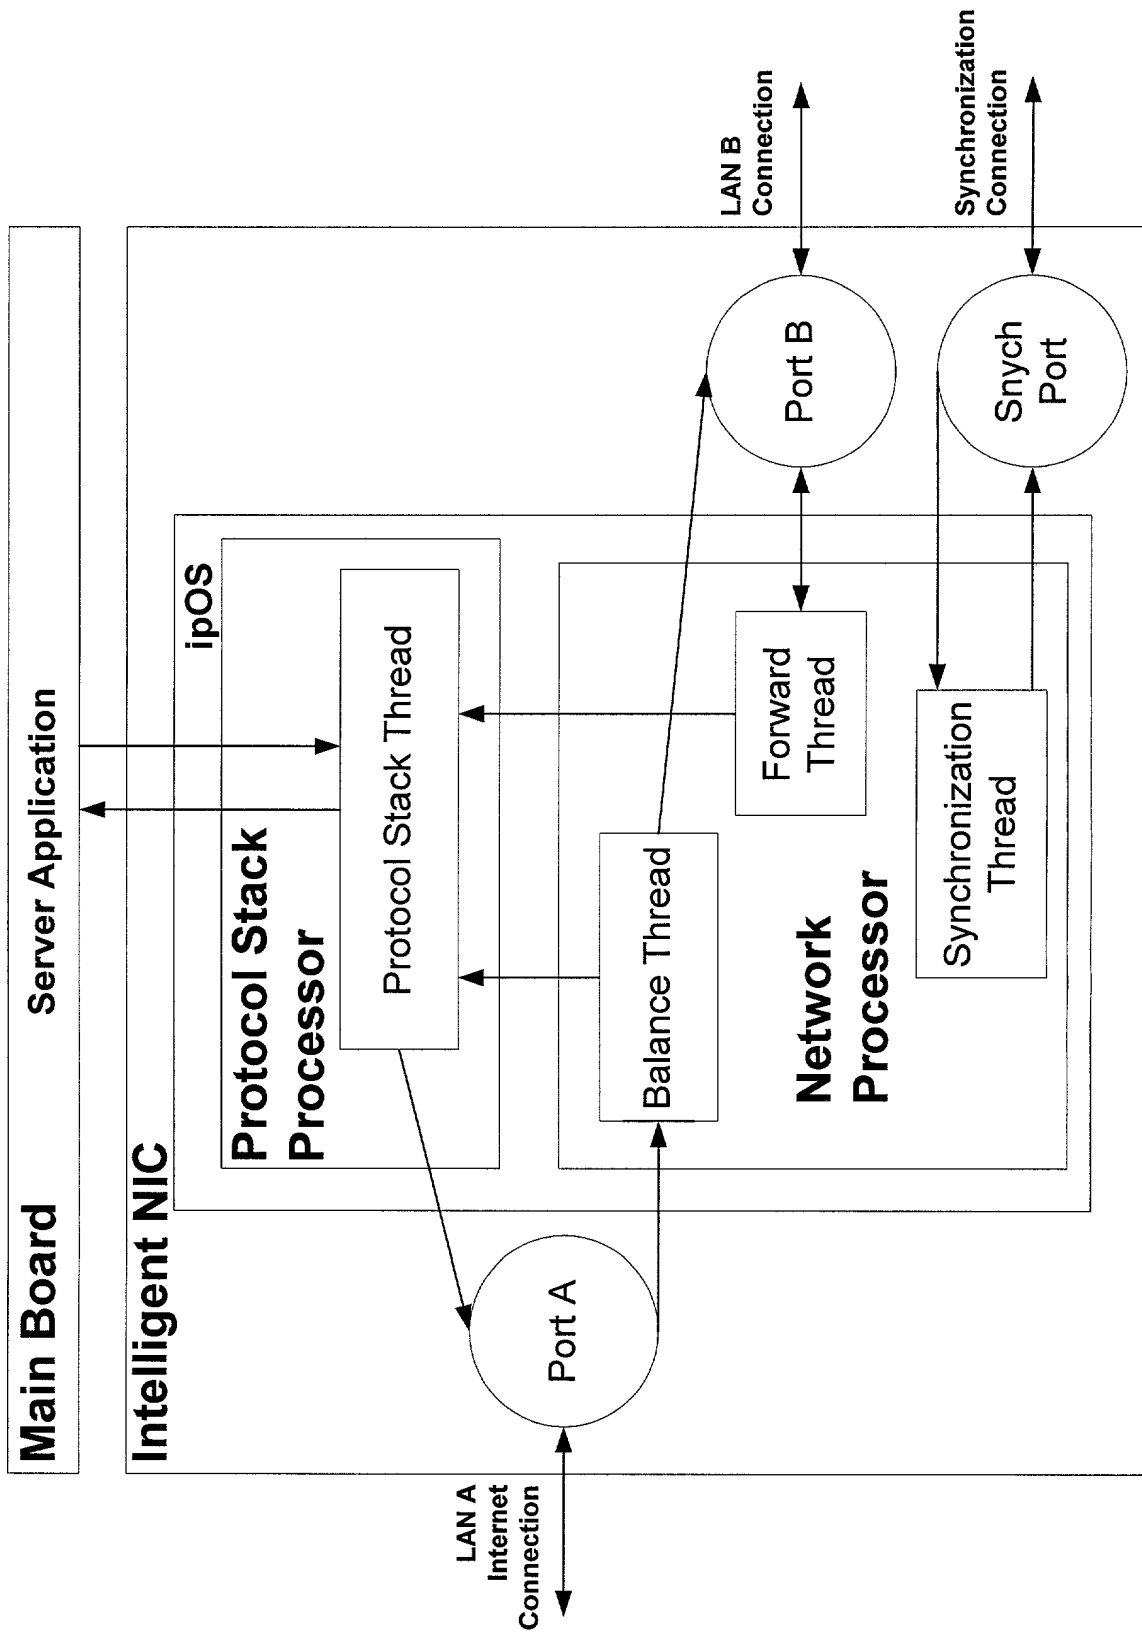 Main Board
Server Application
Intelligent NIC
ipOS
Protocol Stack
Processor
Protocol Stack Thread
LAN A
Internet
Connection
Port A
Balance Thread
Forward
Thread
Network
Processor
Synchronization
Thread
Port B
LAN B
Connection
Snych
Port
Synchronization
Connection